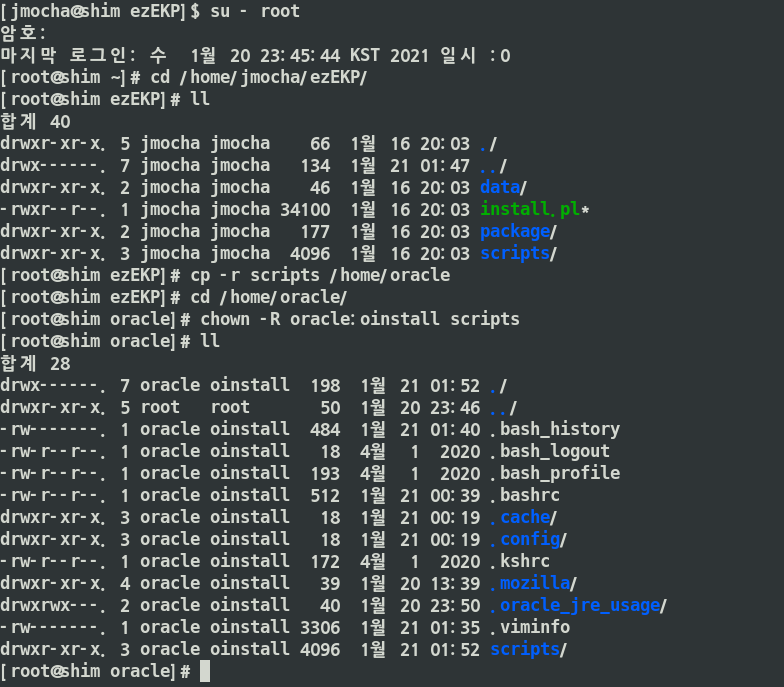 [jmocha@shim ezEKP]$ su - root
암호:
마지막 로그인: 수  1월  20 23:45:44 KST 2021 일시 :0
[root@shim ~]# cd /home/jmocha/ezEKP/
[root@shim ezEKP]# ll
합계 40
drwxr-xr-x. 5 jmocha jmocha    66  1월  16 20:03 ./
drwx------. 7 jmocha jmocha   134  1월  21 01:47 ../
drwxr-xr-x. 2 jmocha jmocha    46  1월  16 20:03 data/
-rwxr--r--. 1 jmocha jmocha 34100  1월  16 20:03 install.pl*
drwxr-xr-x. 2 jmocha jmocha   177  1월  16 20:03 package/
drwxr-xr-x. 3 jmocha jmocha  4096  1월  16 20:03 scripts/
[root@shim ezEKP]# cp -r scripts /home/oracle
[root@shim ezEKP]# cd /home/oracle/
[root@shim oracle]# chown -R oracle:oinstall scripts
[root@shim oracle]# ll
합계 28
drwx------. 7 oracle oinstall  198  1월  21 01:52 ./
drwxr-xr-x. 5 root   root       50  1월  20 23:46 ../
-rw-------. 1 oracle oinstall  484  1월  21 01:40 .bash_history
-rw-r--r--. 1 oracle oinstall   18  4월   1  2020 .bash_logout
-rw-r--r--. 1 oracle oinstall  193  4월   1  2020 .bash_profile
-rw-r--r--. 1 oracle oinstall  512  1월  21 00:39 .bashrc
drwxr-xr-x. 3 oracle oinstall   18  1월  21 00:19 .cache/
drwxr-xr-x. 3 oracle oinstall   18  1월  21 00:19 .config/
-rw-r--r--. 1 oracle oinstall  172  4월   1  2020 .kshrc
drwxr-xr-x. 4 oracle oinstall   39  1월  20 13:39 .mozilla/
drwxrwx---. 2 oracle oinstall   40  1월  20 23:50 .oracle_jre_usage/
-rw-------. 1 oracle oinstall 3306  1월  21 01:35 .viminfo
drwxr-xr-x. 3 oracle oinstall 4096  1월  21 01:52 scripts/
[root@shim oracle]#